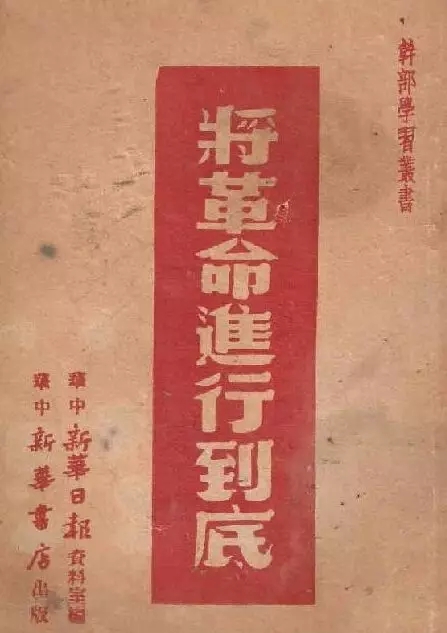 幹部學習叢書
將革命進行到底
華中新華日報資料室編
華中新華書店出版